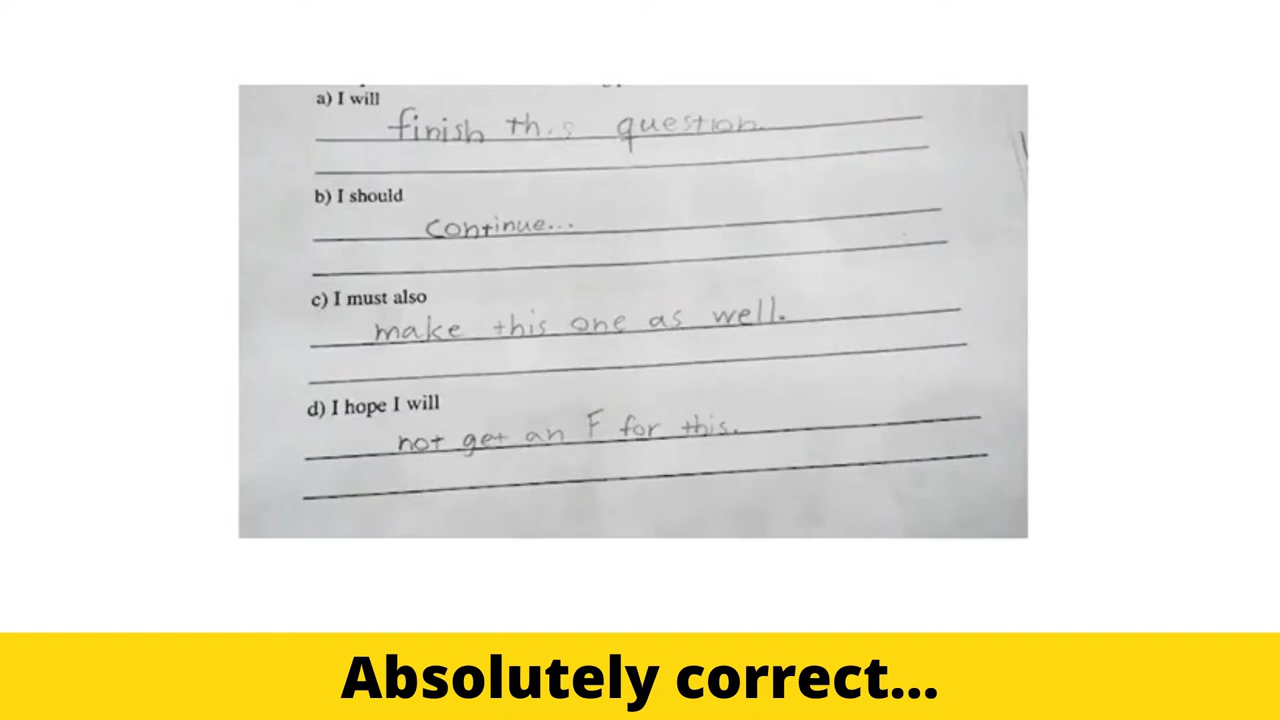 a) I will
finish this question.
b) I should
continue...
c) I must also
make this one as well.
d) I hope I will
not get an F for this.
Absolutely correct...